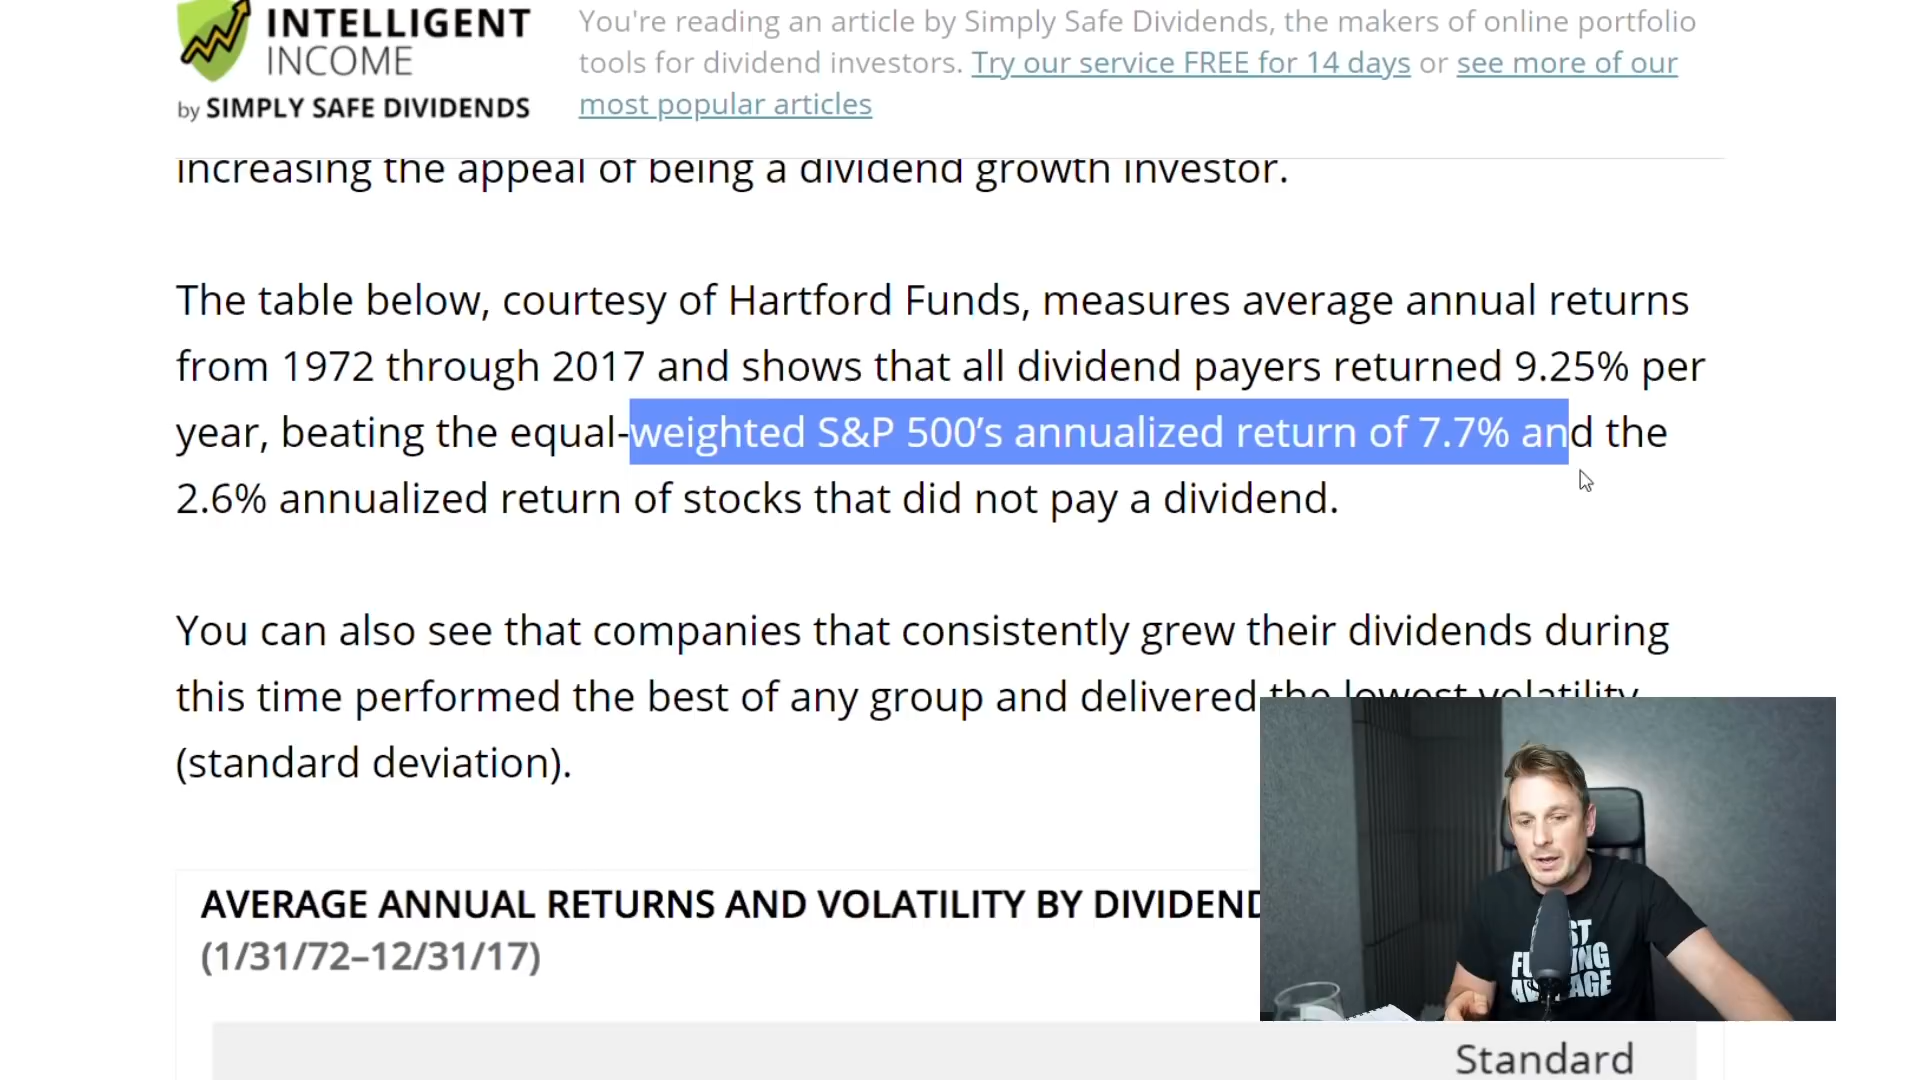 INTELLIGENT
INCOME
by SIMPLY SAFE DIVIDENDS
You're reading an article by Simply Safe Dividends, the makers of online portfolio
tools for dividend investors. Try our service FREE for 14 days or see more of our
most popular articles
increasing the appeal of being a dividend growth investor.
The table below, courtesy of Hartford Funds, measures average annual returns
from 1972 through 2017 and shows that all dividend payers returned 9.25% per
year, beating the equal-weighted S&P 500’s annualized return of 7.7% and the
2.6% annualized return of stocks that did not pay a dividend.
You can also see that companies that consistently grew their dividends during
this time performed the best of any group and delivered the lowest volatility
(standard deviation).
AVERAGE ANNUAL RETURNS AND VOLATILITY BY DIVIDEND
(1/31/72–12/31/17)
Standard